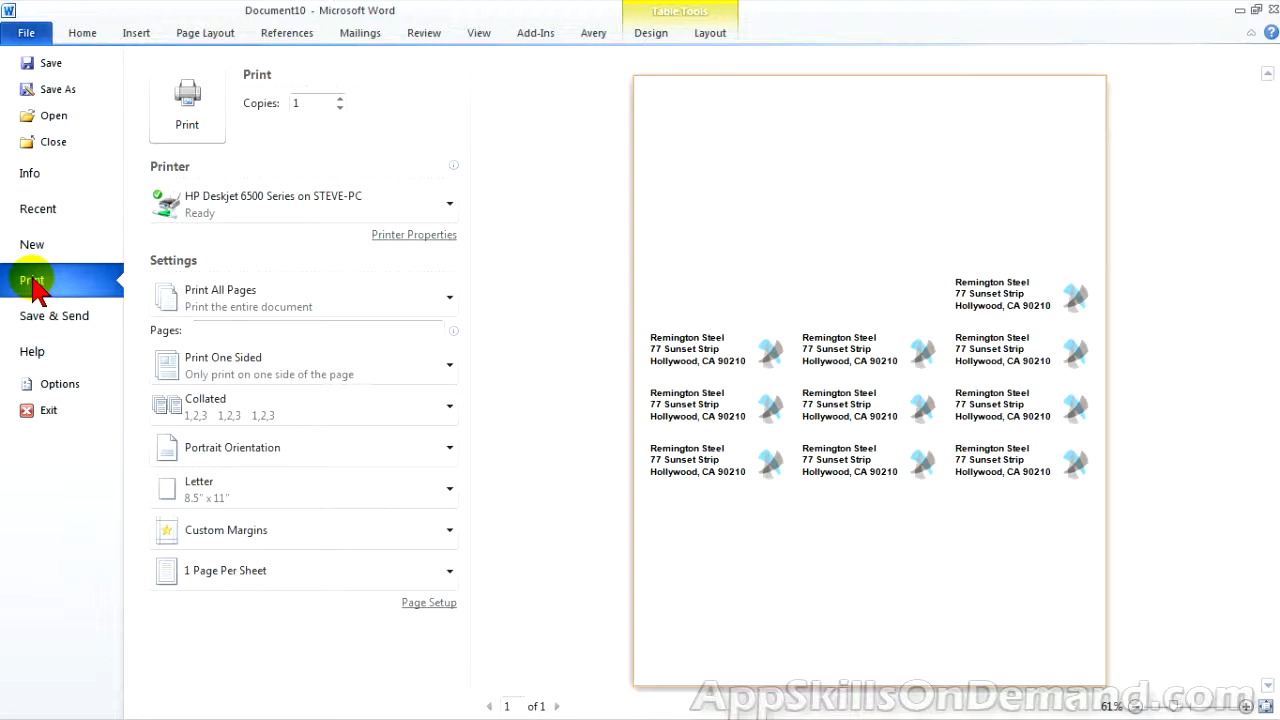 Document10 - Microsoft Word
Table Tools
File Home Insert Page Layout References Mailings Review View Add-Ins Avery Design Layout
Save
Save As
Open
Close
Info
Recent
New
Print
Save & Send
Help
Options
Exit
Print
Print
Copies: 1
Printer
HP Deskjet 6500 Series on STEVE-PC
Ready
Printer Properties
Settings
Print All Pages
Print the entire document
Pages:
Print One Sided
Only print on one side of the page
Collated
1,2,3 1,2,3 1,2,3
Portrait Orientation
Letter
8.5" x 11"
Custom Margins
1 Page Per Sheet
Page Setup
Remington Steel
77 Sunset Strip
Hollywood, CA 90210
Remington Steel Remington Steel Remington Steel
77 Sunset Strip 77 Sunset Strip 77 Sunset Strip
Hollywood, CA 90210 Hollywood, CA 90210 Hollywood, CA 90210
Remington Steel Remington Steel Remington Steel
77 Sunset Strip 77 Sunset Strip 77 Sunset Strip
Hollywood, CA 90210 Hollywood, CA 90210 Hollywood, CA 90210
Remington Steel Remington Steel Remington Steel
77 Sunset Strip 77 Sunset Strip 77 Sunset Strip
Hollywood, CA 90210 Hollywood, CA 90210 Hollywood, CA 90210
1 of 1
61%
AppSkillsOnDemand.com